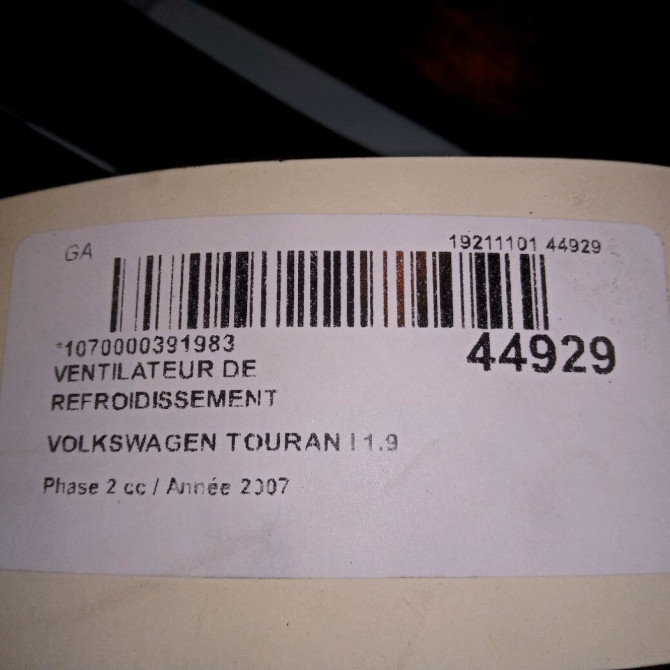 GA
19211101 44929
*1070000391983
44929
VENTILATEUR DE
REFROIDISSEMENT
VOLKSWAGEN TOURAN I 1.9
Phase 2 cc / Année 2007